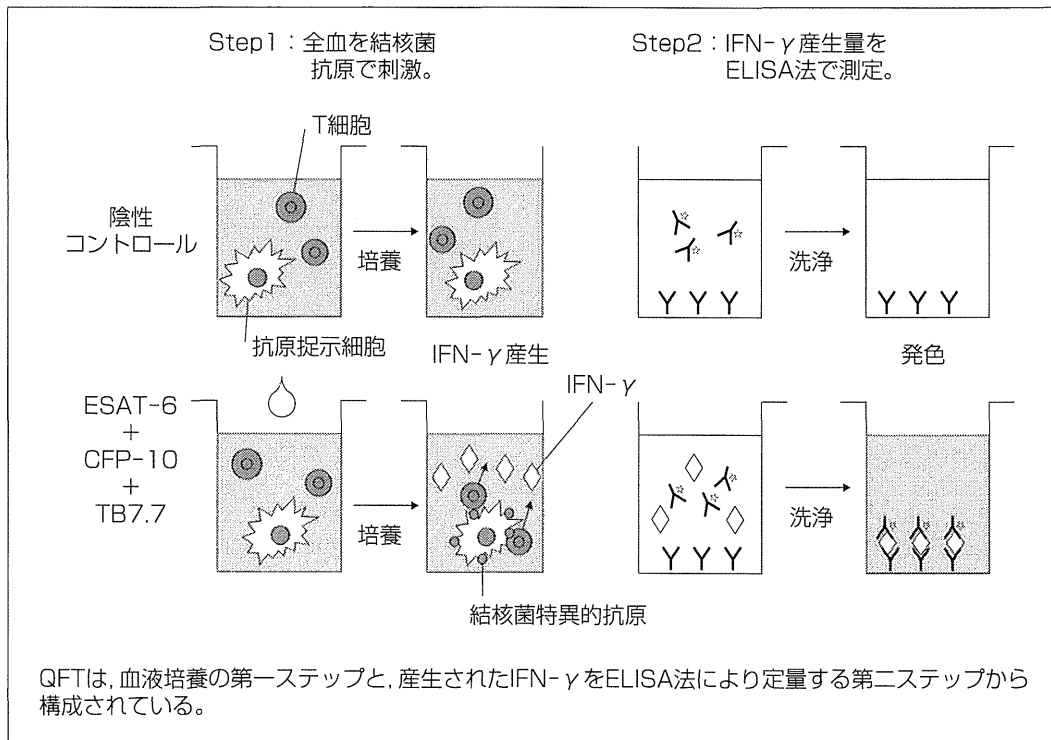 Step1：全血を結核菌
抗原で刺激。
Step2：IFN-γ産生量を
ELISA法で測定。
T細胞
陰性
コントロール
培養
洗浄
抗原捉示細胞
IFN-γ産生
発色
IFN-γ
ESAT-6
+
CFP-10
+
TB7.7
培養
洗浄
結核菌特異的抗原
QFTは，血液培養の第一ステップと，産生されたIFN-γをELISA法により定量する第二ステップから
構成されている。